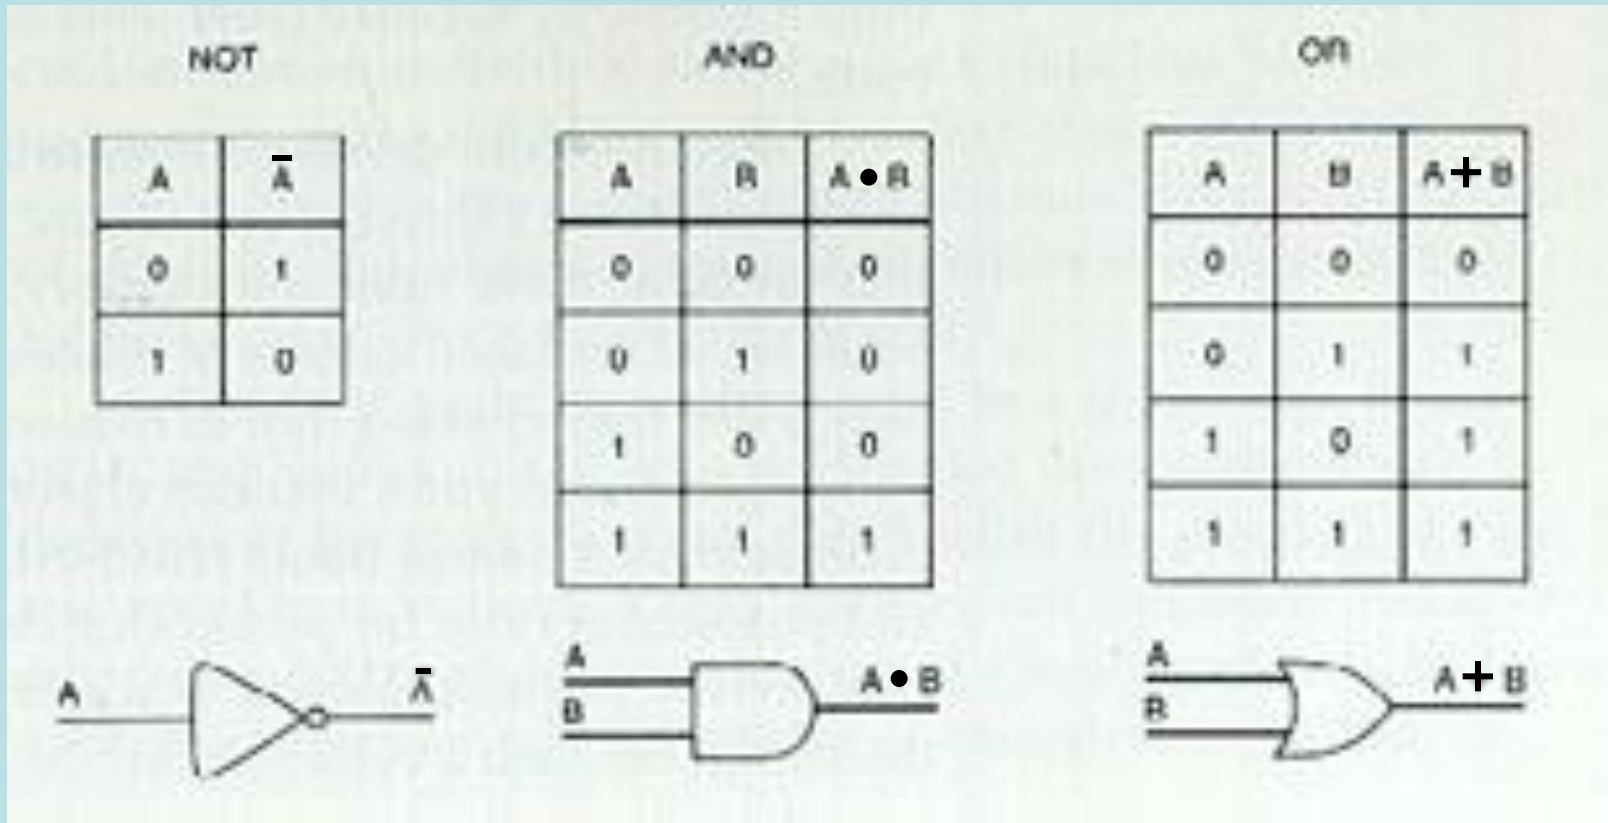 NOT
A Ā
0 1
1 0
AND
A B A • B
0 0 0
0 1 0
1 0 0
1 1 1
OR
A B A + B
0 0 0
0 1 1
1 0 1
1 1 1
A Ā
A
B
A • B
A
B
A + B